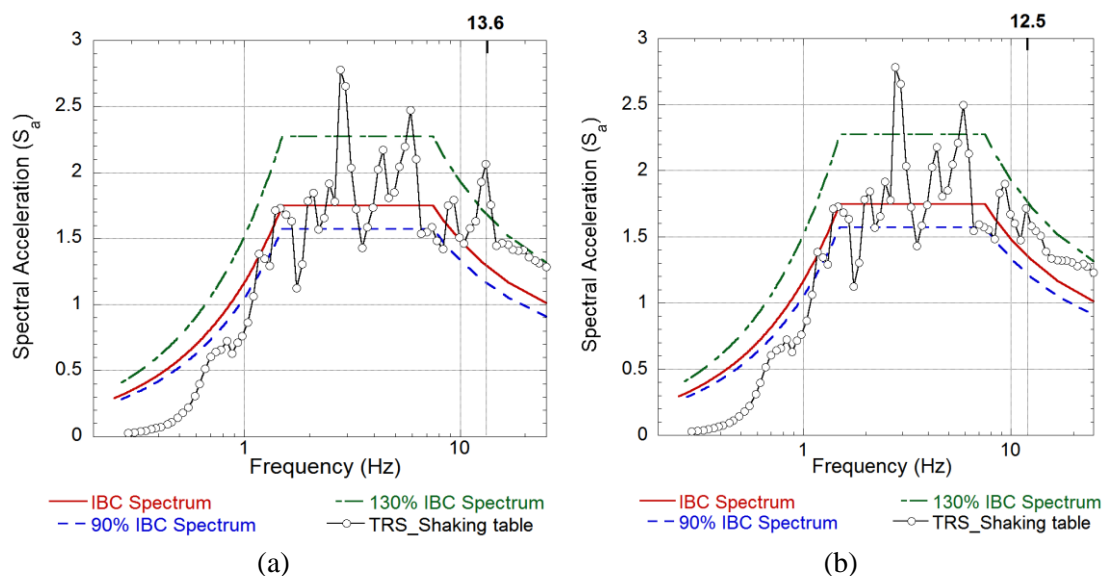 13.6
3
2.5
2
1.5
1
0.5
0
Spectral Acceleration (Sa)
1
10
Frequency (Hz)
IBC Spectrum
130% IBC Spectrum
90% IBC Spectrum
TRS_Shaking table
(a)
12.5
3
2.5
2
1.5
1
0.5
0
Spectral Acceleration (Sa)
1
10
Frequency (Hz)
IBC Spectrum
130% IBC Spectrum
90% IBC Spectrum
TRS_Shaking table
(b)